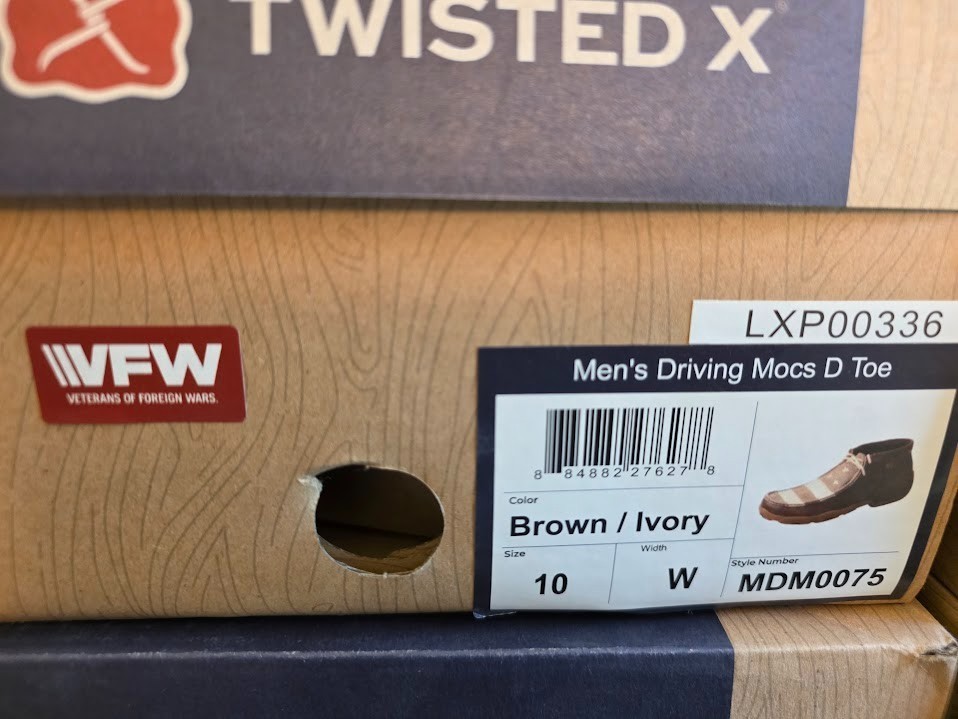 TWISTED X
VFW
VETERANS OF FOREIGN WARS.
LXP00336
Men's Driving Mocs D Toe
8 84882 27627 8
Color
Brown / Ivory
Size
10
Width
W
Style Number
MDM0075